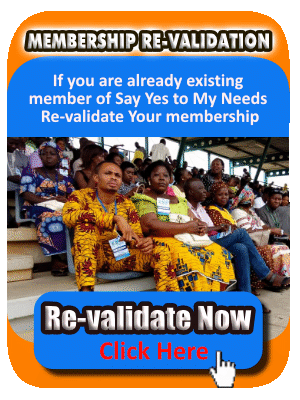 MEMBERSHIP RE-VALIDATION
If you are already existing
member of Say Yes to My Needs
Re-validate Your membership
Re-validate Now
Click Here